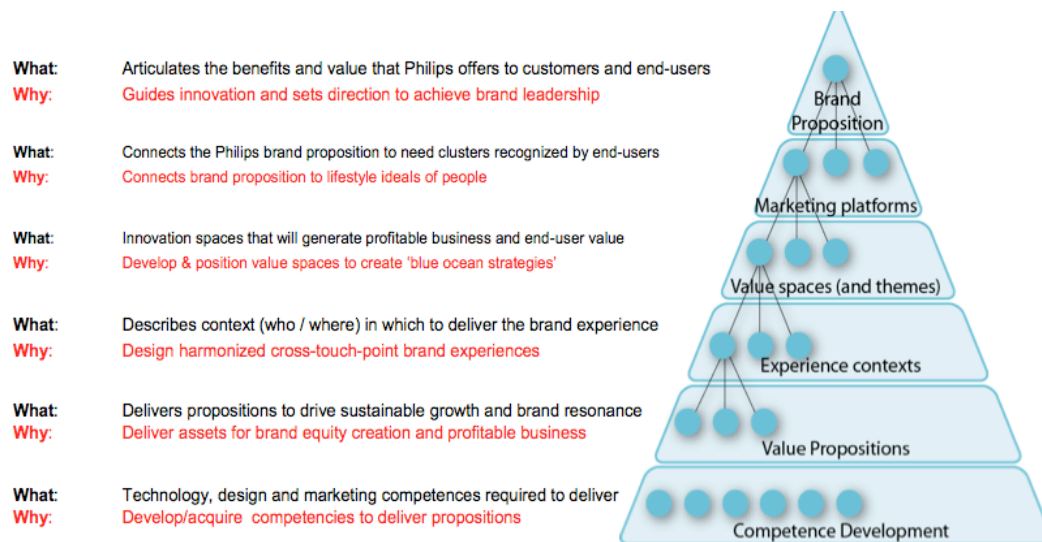 What: Articulates the benefits and value that Philips offers to customers and end-users
Why: Guides innovation and sets direction to achieve brand leadership
Brand
Proposition
What: Connects the Philips brand proposition to need clusters recognized by end-users
Why: Connects brand proposition to lifestyle ideals of people
Marketing platforms
What: Innovation spaces that will generate profitable business and end-user value
Why: Develop & position value spaces to create 'blue ocean strategies'
Value spaces (and themes)
What: Describes context (who / where) in which to deliver the brand experience
Why: Design harmonized cross-touch-point brand experiences
Experience contexts
What: Delivers propositions to drive sustainable growth and brand resonance
Why: Deliver assets for brand equity creation and profitable business
Value Propositions
What: Technology, design and marketing competences required to deliver
Why: Develop/acquire competencies to deliver propositions
Competence Development